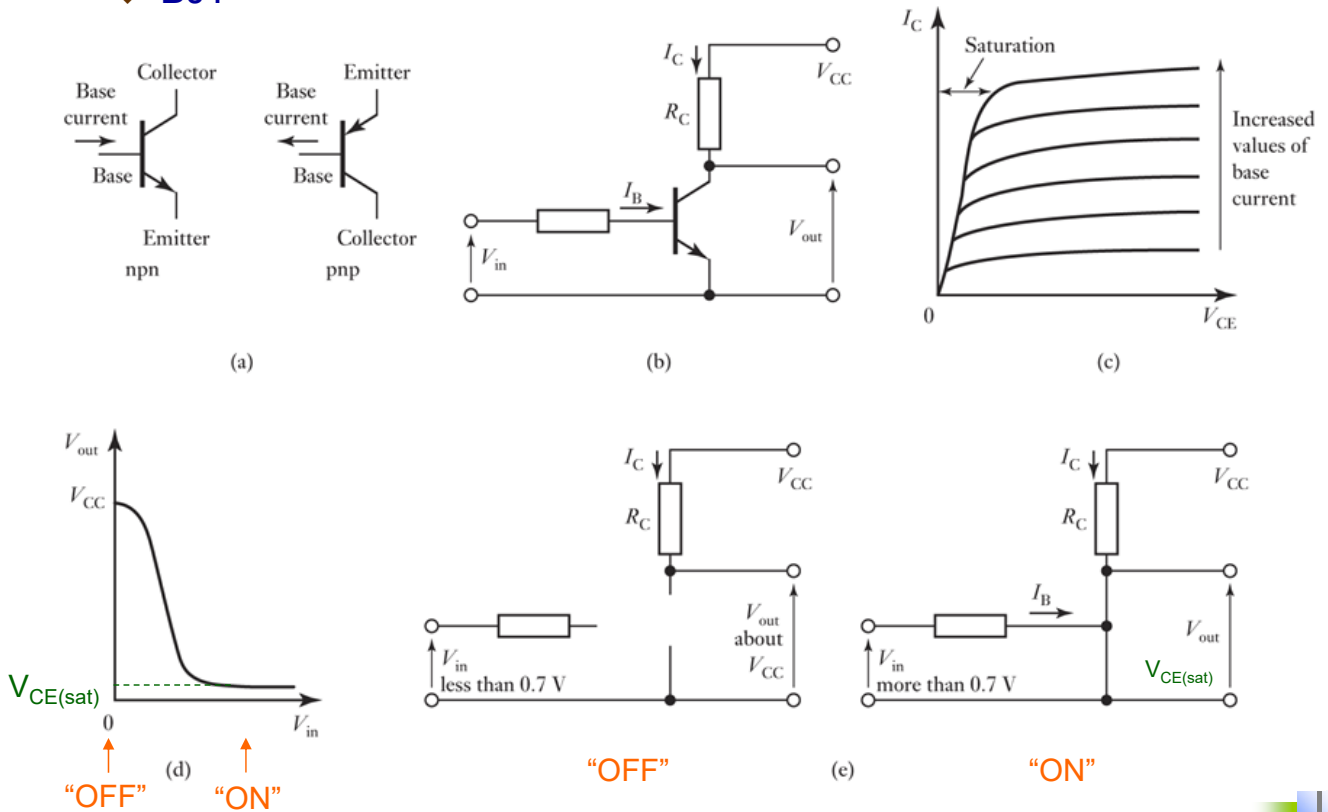 BJT
Collector
Base
current
Base
Emitter
npn
Emitter
Base
current
Base
Collector
pnp
(a)
I_C
V_CC
R_C
I_B
V_in
V_out
(b)
I_C
Saturation
Increased
values of
base
current
0
V_CE
(c)
V_out
V_CC
V_CE(sat)
0
V_in
(d)
"OFF"
"ON"
I_C
V_CC
R_C
V_in
less than 0.7 V
V_out
about
V_CC
"OFF"
(e)
I_C
V_CC
R_C
I_B
V_in
more than 0.7 V
V_out
V_CE(sat)
"ON"